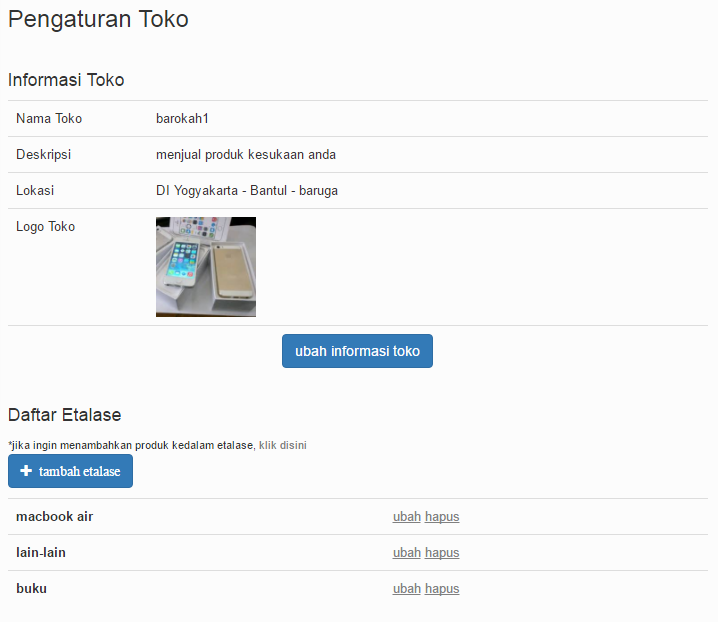 Pengaturan Toko
Informasi Toko
Nama Toko barokah1
Deskripsi menjual produk kesukaan anda
Lokasi DI Yogyakarta - Bantul - baruga
Logo Toko
ubah informasi toko
Daftar Etalase
*jika ingin menambahkan produk kedalam etalase, klik disini
tambah etalase
macbook air ubah hapus
lain-lain ubah hapus
buku ubah hapus